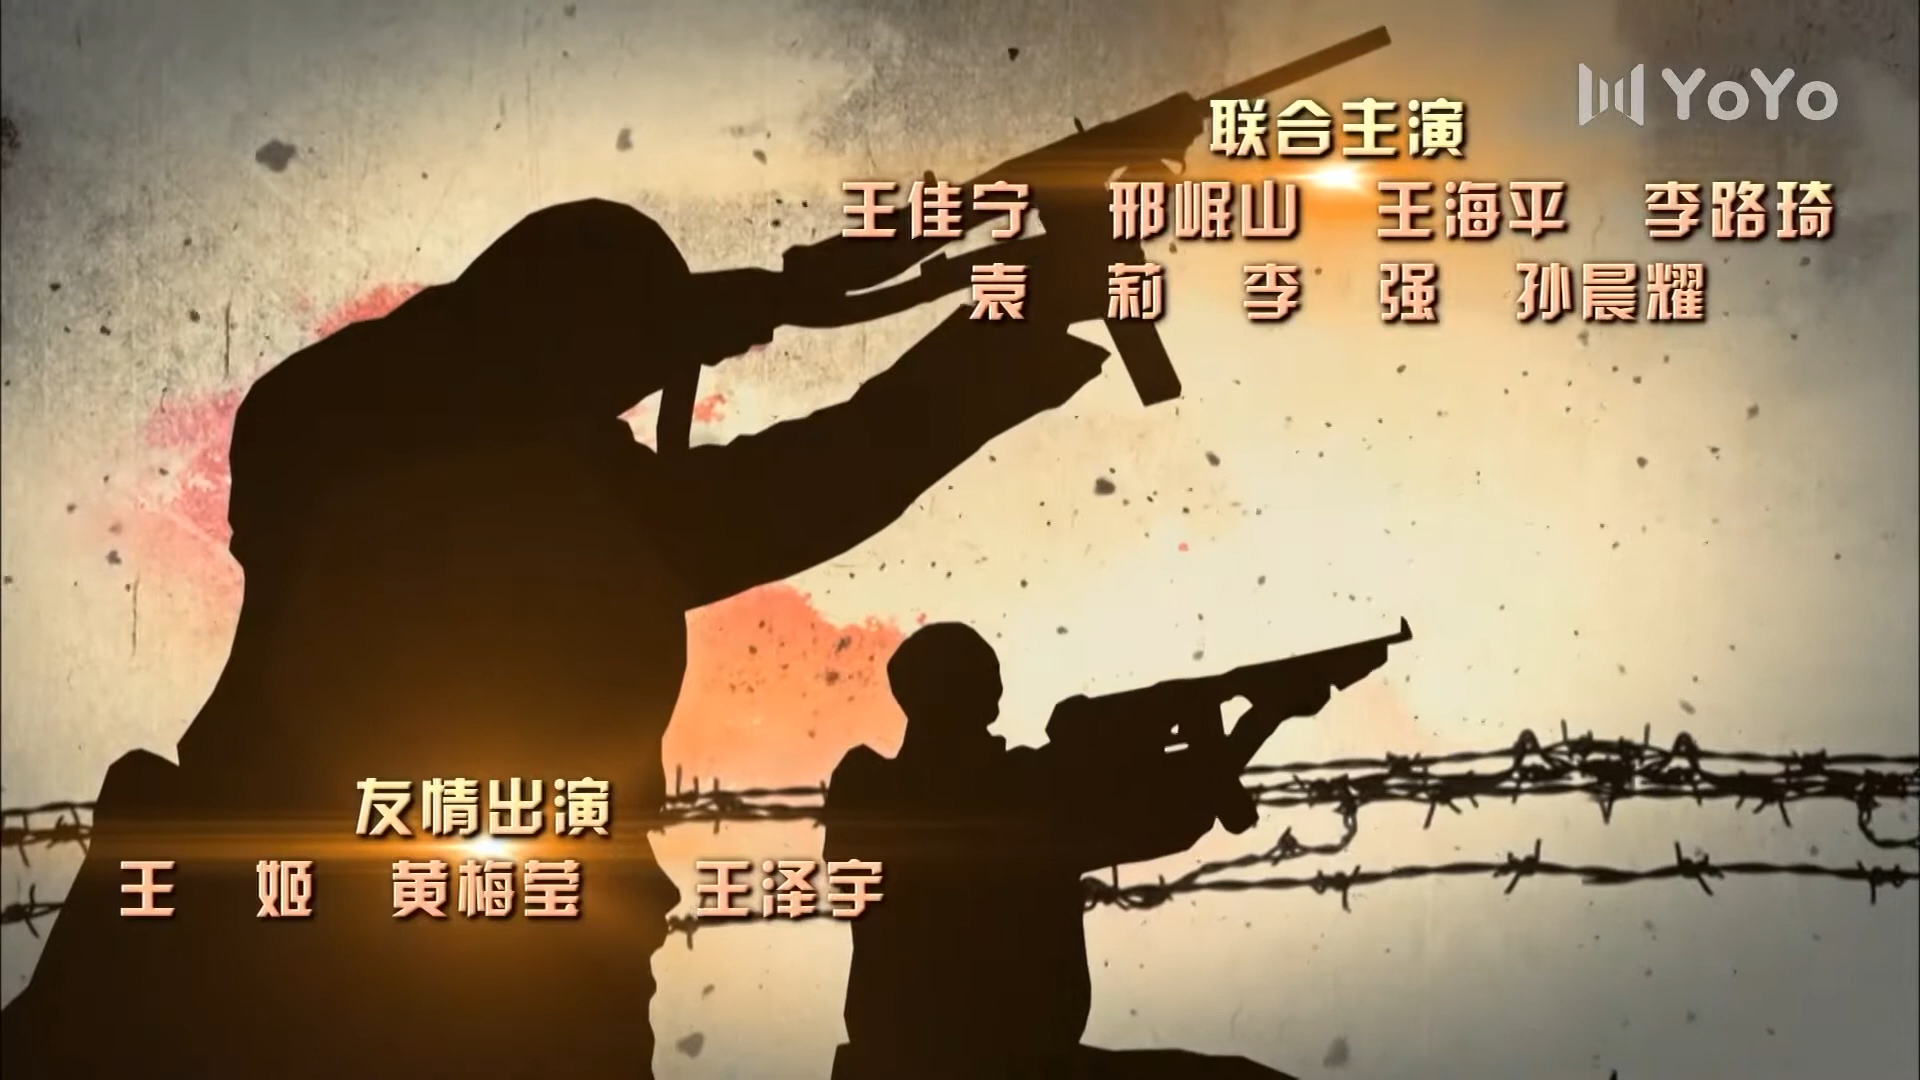 YoYo
联合主演
王佳宁 邢岷山 王海平 李路琦
袁莉 李强 孙晨耀
友情出演
王姬 黄梅莹 王泽宇